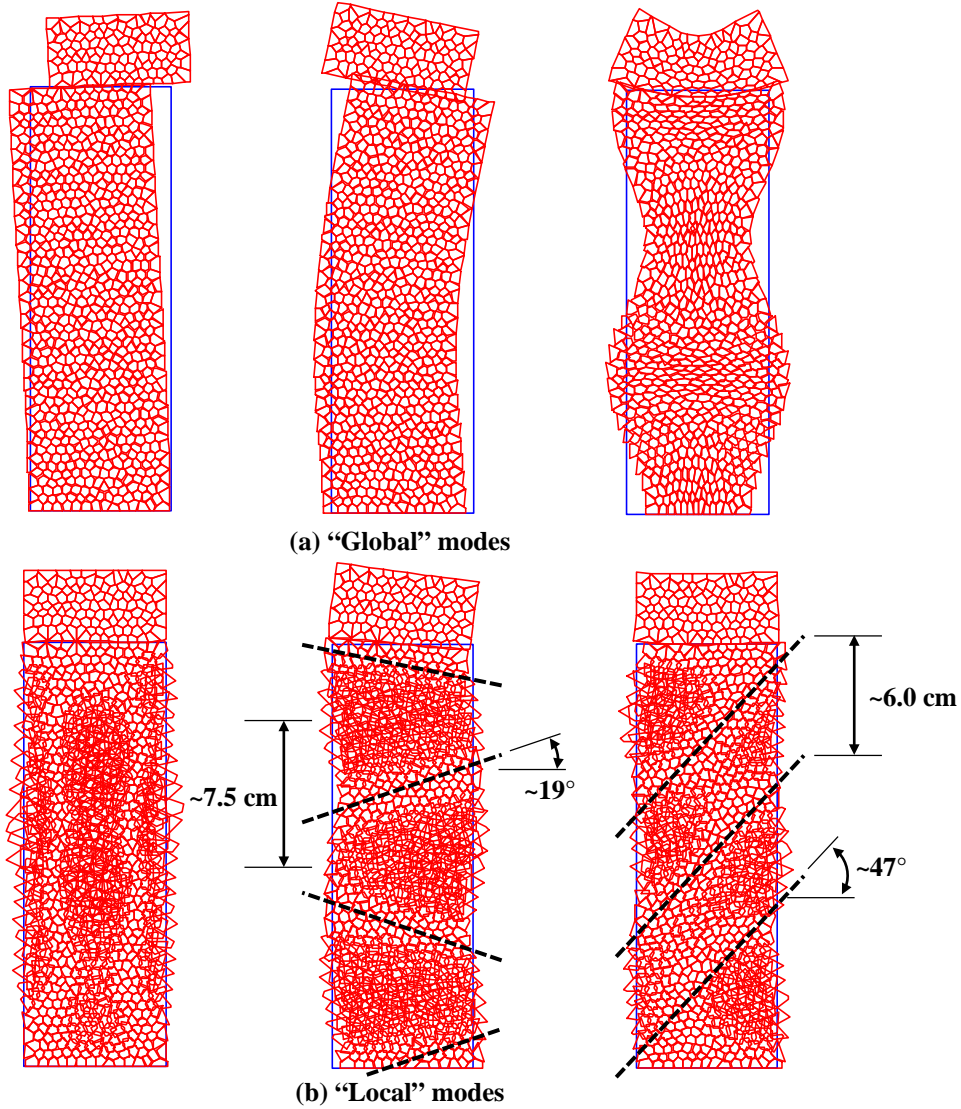 (a) “Global” modes
~6.0 cm
~7.5 cm
~19°
~47°
(b) “Local” modes